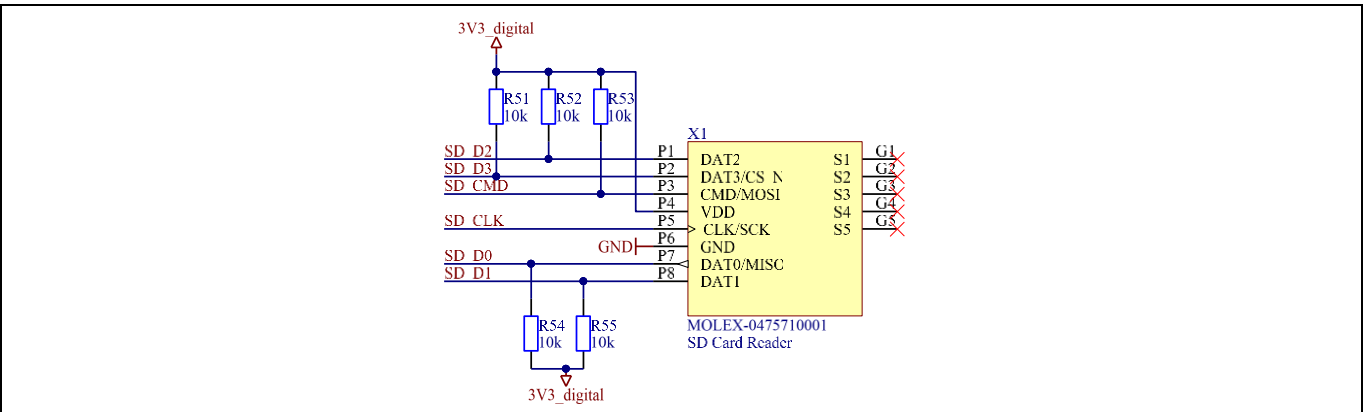 3V3_digital
R51 R52 R53
10k 10k 10k
X1
SD_D2 P1 DAT2 S1 G1
SD_D3 P2 DAT3/CS_N S2 G2
SD_CMD P3 CMD/MOSI S3 G3
P4 VDD S4 G4
SD_CLK P5 CLK/SCK S5 G5
GND P6 GND
SD_D0 P7 DAT0/MISO
SD_D1 P8 DAT1
R54 R55
10k 10k
MOLEX-0475710001
SD Card Reader
3V3_digital